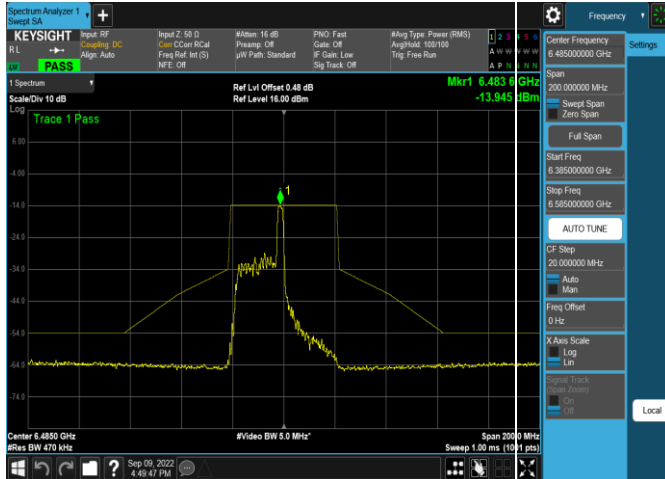 Spectrum Analyzer 1
Swept SA
KEYSIGHT
RL
PASS
Input: RF
Coupling: DC
Align: Auto
Input Z: 50 Ω
Corr CCorr RCal
Freq Ref: Int (S)
NFE: Off
#Atten: 16 dB
Preamp: Off
µW Path: Standard
PNO: Fast
Gate: Off
IF Gain: Low
Sig Track: Off
#Avg Type: Power (RMS)
Avg|Hold: 100/100
Trig: Free Run
1 2 3 4 5 6
A W W W W W
A P N N N N
1 Spectrum
Scale/Div 10 dB
Log
Ref Lvl Offset 0.48 dB
Ref Level 16.00 dBm
Mkr1 6.483 6 GHz
-13.945 dBm
Trace 1 Pass
1
6.00
-4.00
-14.0
-24.0
-34.0
-44.0
-54.0
-64.0
-74.0
Center 6.4850 GHz
#Res BW 470 kHz
#Video BW 5.0 MHz*
Span 200.0 MHz
Sweep 1.00 ms (1001 pts)
?
Sep 09, 2022
4:49:47 PM
Frequency
Settings
Center Frequency
6.485000000 GHz
Span
200.000000 MHz
Swept Span
Zero Span
Full Span
Start Freq
6.385000000 GHz
Stop Freq
6.585000000 GHz
AUTO TUNE
CF Step
20.000000 MHz
Auto
Man
Freq Offset
0 Hz
X Axis Scale
Log
Lin
Signal Track
(Span Zoom)
On
Off
Local